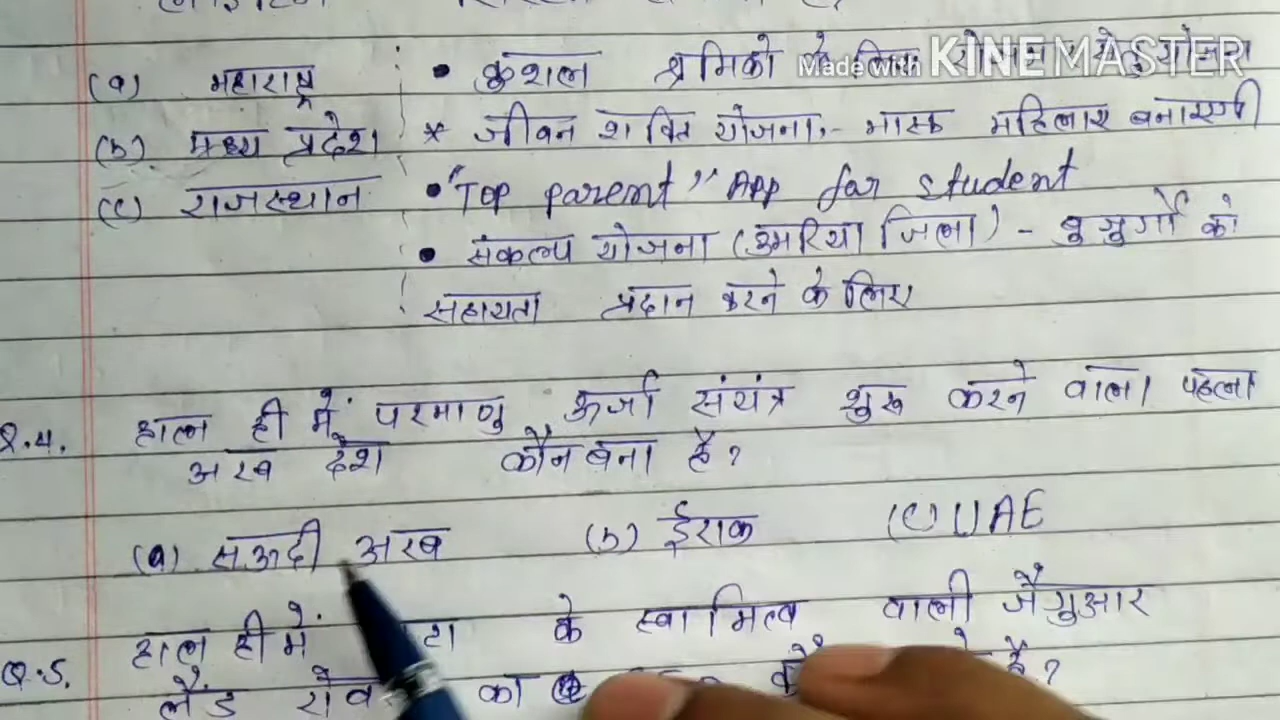 (a) महाराष्ट्र • कुशल श्रमिको के लिए
Made with KINEMASTER
(b) मध्य प्रदेश * जीवन शक्ति योजना:- मास्क महिलाए बनाएगी
(c) राजस्थान • "Top parent" App for student
• संकल्प योजना (उमरिया जिला) - बुजुर्गो को
सहायता प्रदान करने के लिए
Q.4. हाल ही में परमाणु ऊर्जा संयंत्र शुरू करने वाला पहला
अरब देश कौन बना है?
(a) सऊदी अरब (b) ईराक (c) UAE
Q.5. हाल ही में के स्वामित्व वाली जैगुआर
लैंड का है?